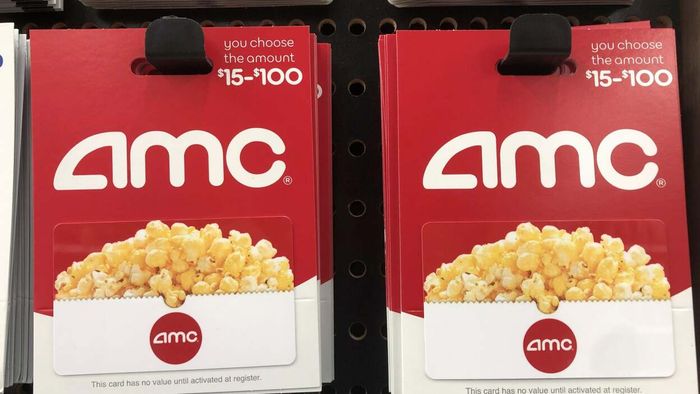 you choose
the amount
$15-$100
amc®
amc
This card has no value until activated at register.
you choose
the amount
$15-$100
amc®
amc
This card has no value until activated at register.